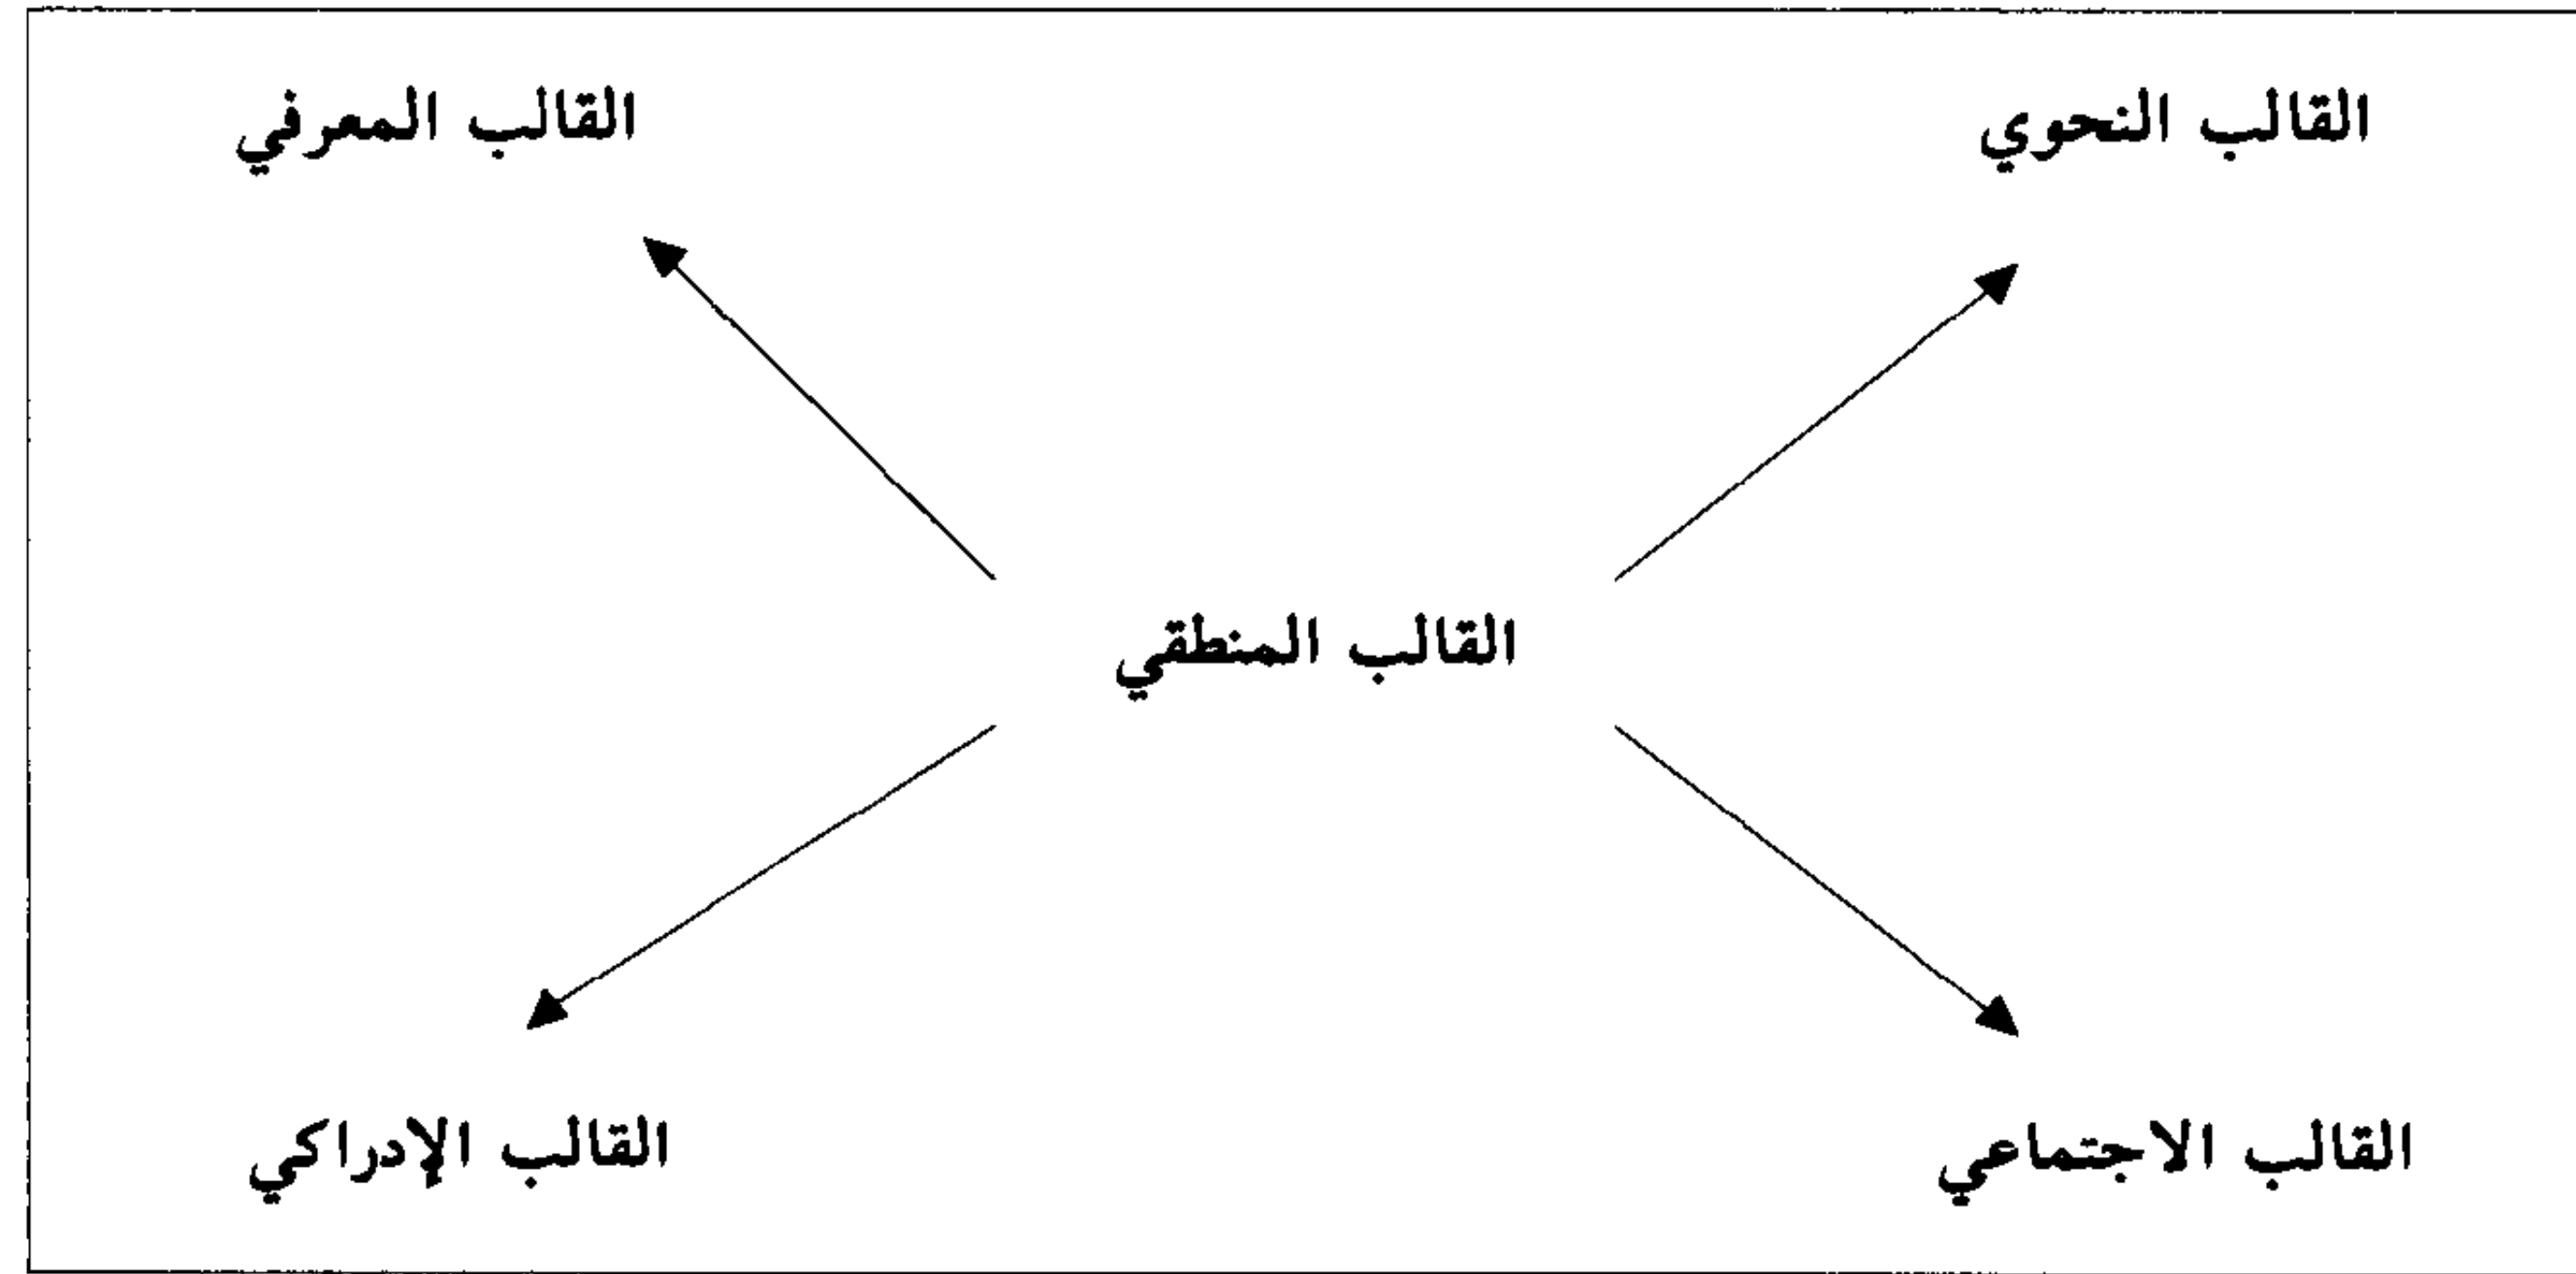 القالب النحوي
القالب المعرفي
القالب المنطقي
القالب الاجتماعي
القالب الإدراكي